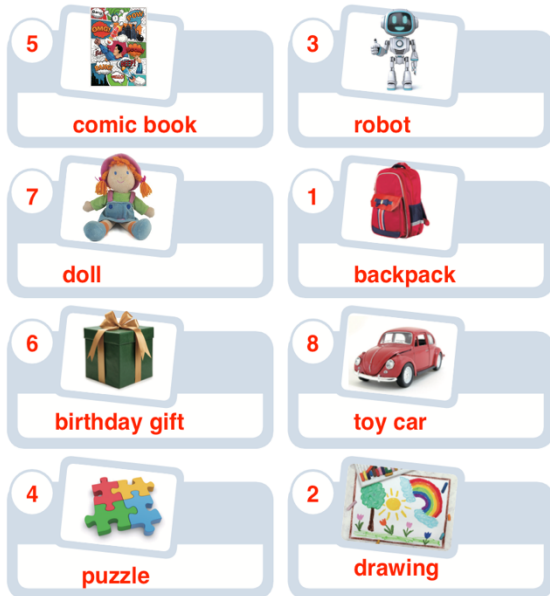 5
3
comic book
robot
7
1
doll
backpack
6
8
birthday gift
toy car
4
2
puzzle
drawing